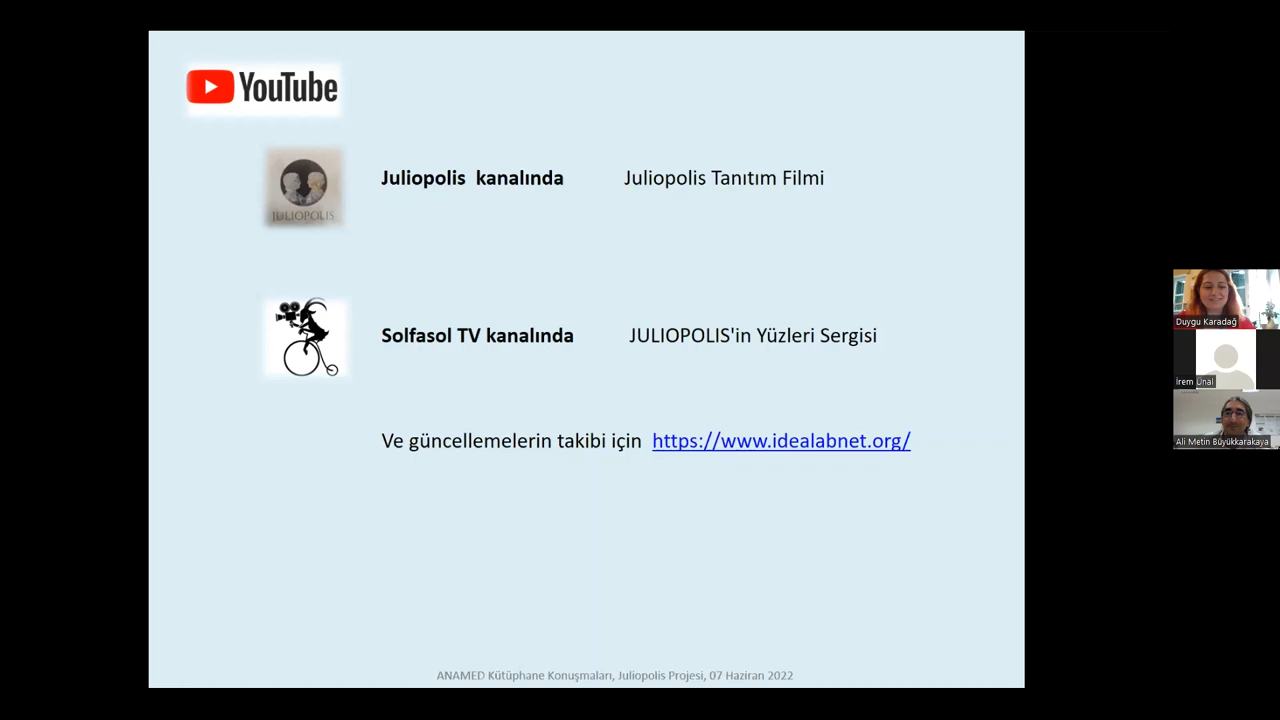 YouTube
Juliopolis kanalında Juliopolis Tanıtım Filmi
JULIOPOLIS
Solfasol TV kanalında JULIOPOLIS'in Yüzleri Sergisi
Ve güncellemelerin takibi için https://www.idealabnet.org/
ANAMED Kütüphane Konuşmaları, Juliopolis Projesi, 07 Haziran 2022
Duygu Karadağ
İrem Ünal
Ali Metin Büyükkarakaya